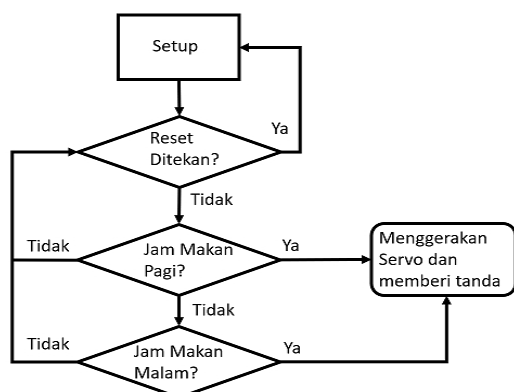 Setup
Ya
Reset
Ditekan?
Tidak
Tidak
Jam Makan
Pagi?
Ya
Menggerakan
Servo dan
memberi tanda
Tidak
Tidak
Jam Makan
Malam?
Ya